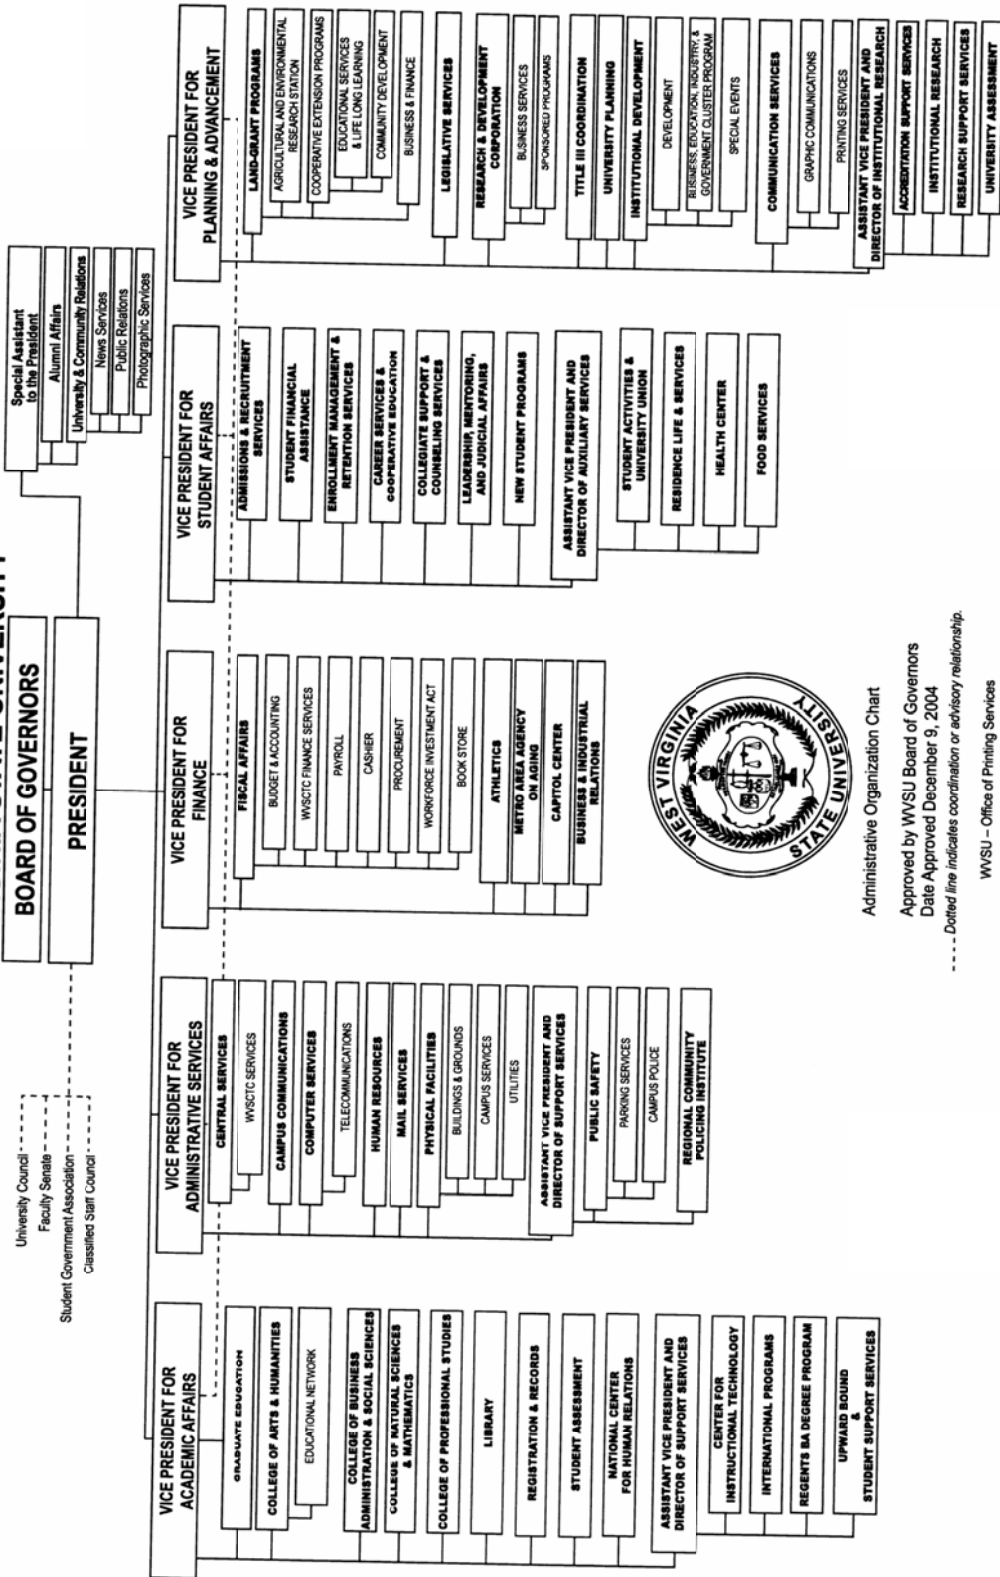 BOARD OF GOVERNORS
PRESIDENT
University Council
Faculty Senate
Student Government Association
Classified Staff Council
Special Assistant
to the President
Alumni Affairs
University & Community Relations
News Services
Public Relations
Photographic Services
VICE PRESIDENT FOR
ACADEMIC AFFAIRS
GRADUATE EDUCATION
COLLEGE OF ARTS & HUMANITIES
EDUCATIONAL NETWORK
COLLEGE OF BUSINESS
ADMINISTRATION & SOCIAL SCIENCES
COLLEGE OF NATURAL SCIENCES
& MATHEMATICS
COLLEGE OF PROFESSIONAL STUDIES
LIBRARY
REGISTRATION & RECORDS
STUDENT ASSESSMENT
NATIONAL CENTER
FOR HUMAN RELATIONS
ASSISTANT VICE PRESIDENT AND
DIRECTOR OF SUPPORT SERVICES
CENTER FOR
INSTRUCTIONAL TECHNOLOGY
INTERNATIONAL PROGRAMS
REGENTS BA DEGREE PROGRAM
UPWARD BOUND
&
STUDENT SUPPORT SERVICES
VICE PRESIDENT FOR
ADMINISTRATIVE SERVICES
CENTRAL SERVICES
WVSCTC SERVICES
CAMPUS COMMUNICATIONS
COMPUTER SERVICES
TELECOMMUNICATIONS
HUMAN RESOURCES
MAIL SERVICES
PHYSICAL FACILITIES
BUILDINGS & GROUNDS
CAMPUS SERVICES
UTILITIES
ASSISTANT VICE PRESIDENT AND
DIRECTOR OF SUPPORT SERVICES
PUBLIC SAFETY
PARKING SERVICES
CAMPUS POLICE
REGIONAL COMMUNITY
POLICING INSTITUTE
VICE PRESIDENT FOR
FINANCE
FISCAL AFFAIRS
BUDGET & ACCOUNTING
WVSCTC FINANCE SERVICES
PAYROLL
CASHIER
PROCUREMENT
WORKFORCE INVESTMENT ACT
BOOK STORE
ATHLETICS
METRO AREA AGENCY
ON AGING
CAPITOL CENTER
BUSINESS & INDUSTRIAL
RELATIONS
VICE PRESIDENT FOR
STUDENT AFFAIRS
ADMISSIONS & RECRUITMENT
SERVICES
STUDENT FINANCIAL
ASSISTANCE
ENROLLMENT MANAGEMENT &
RETENTION SERVICES
CAREER SERVICES &
COOPERATIVE EDUCATION
COLLEGIATE SUPPORT &
COUNSELING SERVICES
LEADERSHIP, MENTORING,
AND JUDICIAL AFFAIRS
NEW STUDENT PROGRAMS
ASSISTANT VICE PRESIDENT AND
DIRECTOR OF AUXILIARY SERVICES
STUDENT ACTIVITIES &
UNIVERSITY UNION
RESIDENCE LIFE & SERVICES
HEALTH CENTER
FOOD SERVICES
VICE PRESIDENT FOR
PLANNING & ADVANCEMENT
LAND-GRANT PROGRAMS
AGRICULTURAL AND ENVIRONMENTAL
RESEARCH STATION
COOPERATIVE EXTENSION PROGRAMS
EDUCATIONAL SERVICES
& LIFE LONG LEARNING
COMMUNITY DEVELOPMENT
BUSINESS & FINANCE
LEGISLATIVE SERVICES
RESEARCH & DEVELOPMENT
CORPORATION
BUSINESS SERVICES
SPONSORED PROGRAMS
TITLE III COORDINATION
UNIVERSITY PLANNING
INSTITUTIONAL DEVELOPMENT
DEVELOPMENT
BUSINESS, EDUCATION, INDUSTRY, &
GOVERNMENT CLUSTER PROGRAM
SPECIAL EVENTS
COMMUNICATION SERVICES
GRAPHIC COMMUNICATIONS
PRINTING SERVICES
ASSISTANT VICE PRESIDENT AND
DIRECTOR OF INSTITUTIONAL RESEARCH
ACCREDITATION SUPPORT SERVICES
INSTITUTIONAL RESEARCH
RESEARCH SUPPORT SERVICES
UNIVERSITY ASSESSMENT
WEST VIRGINIA
STATE UNIVERSITY
Administrative Organization Chart
Approved by WVSU Board of Governors
Date Approved December 9, 2004
---- Dotted line indicates coordination or advisory relationship.
WVSU – Office of Printing Services